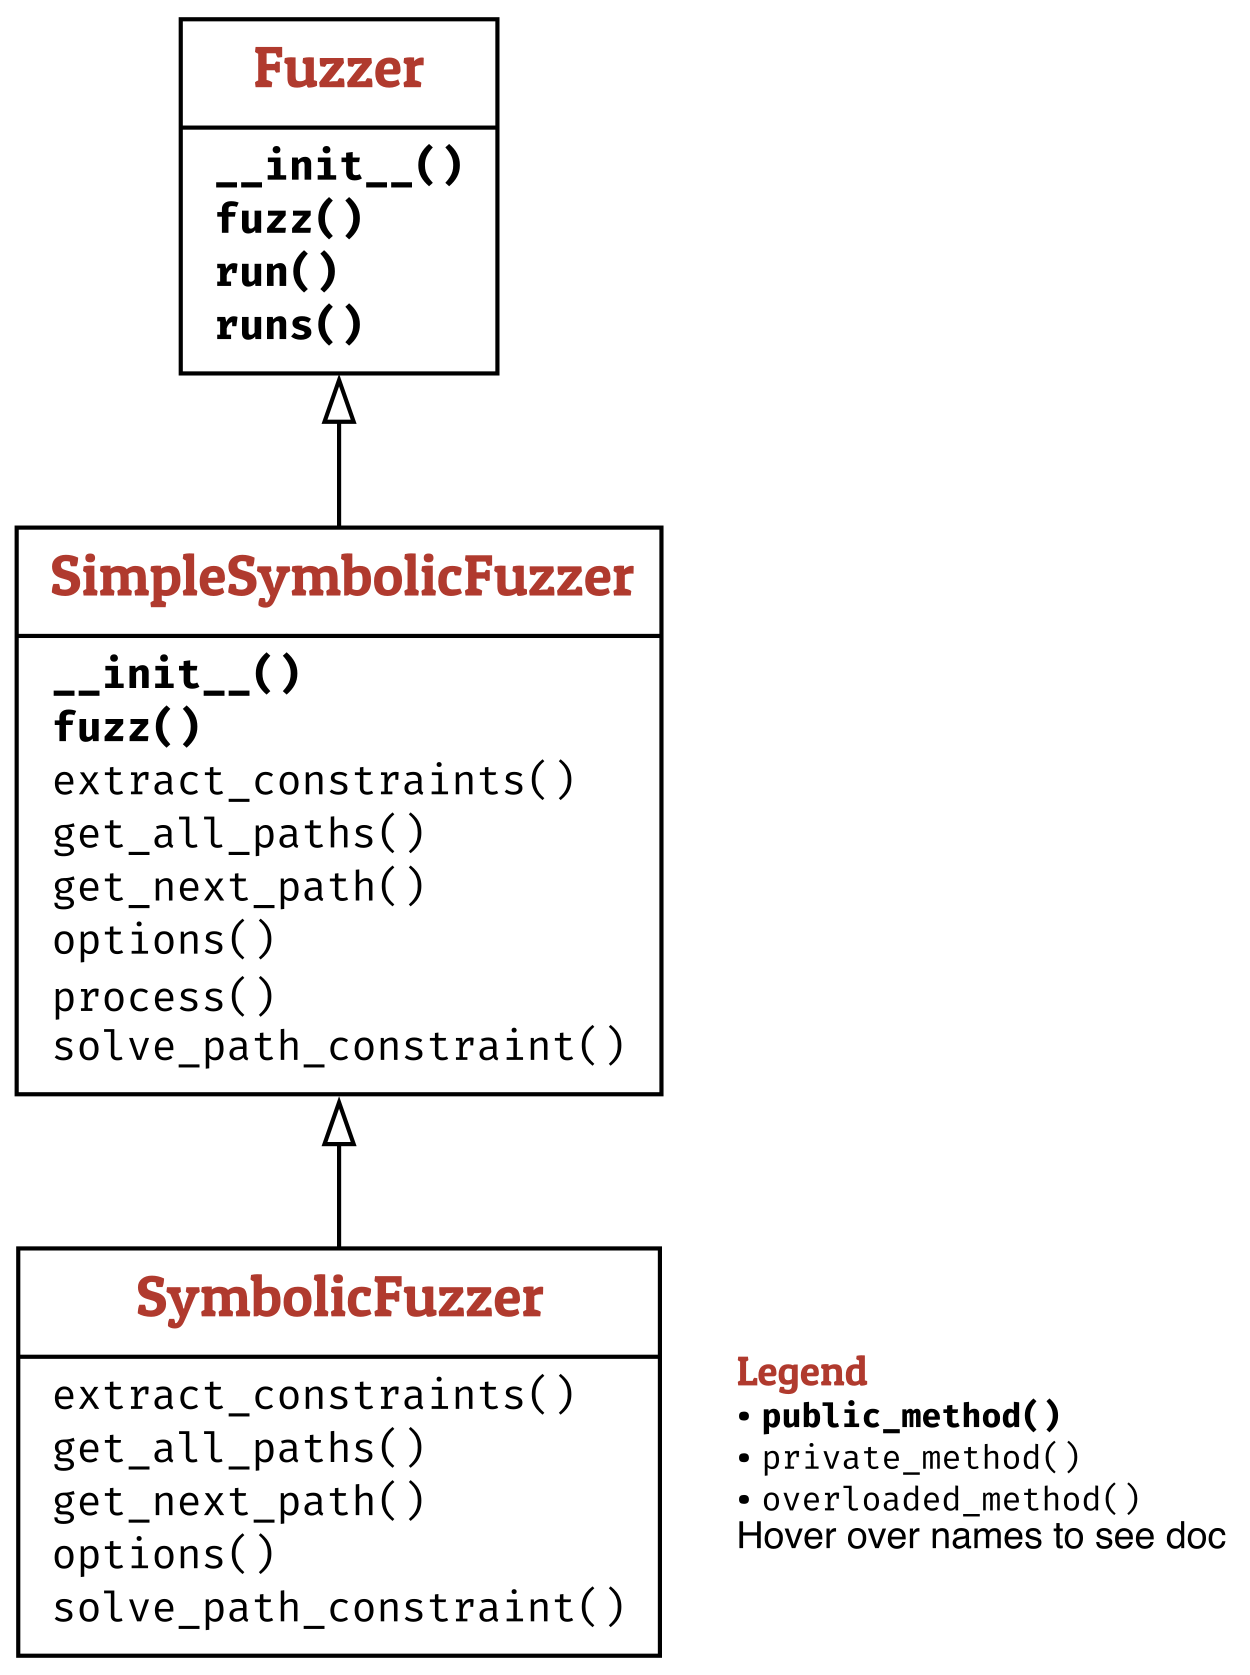 Fuzzer
__init__()
fuzz()
run()
runs()
SimpleSymbolicFuzzer
__init__()
fuzz()
extract_constraints()
get_all_paths()
get_next_path()
options()
process()
solve_path_constraint()
SymbolicFuzzer
extract_constraints()
get_all_paths()
get_next_path()
options()
solve_path_constraint()
Legend
• public_method()
• private_method()
• overloaded_method()
Hover over names to see doc